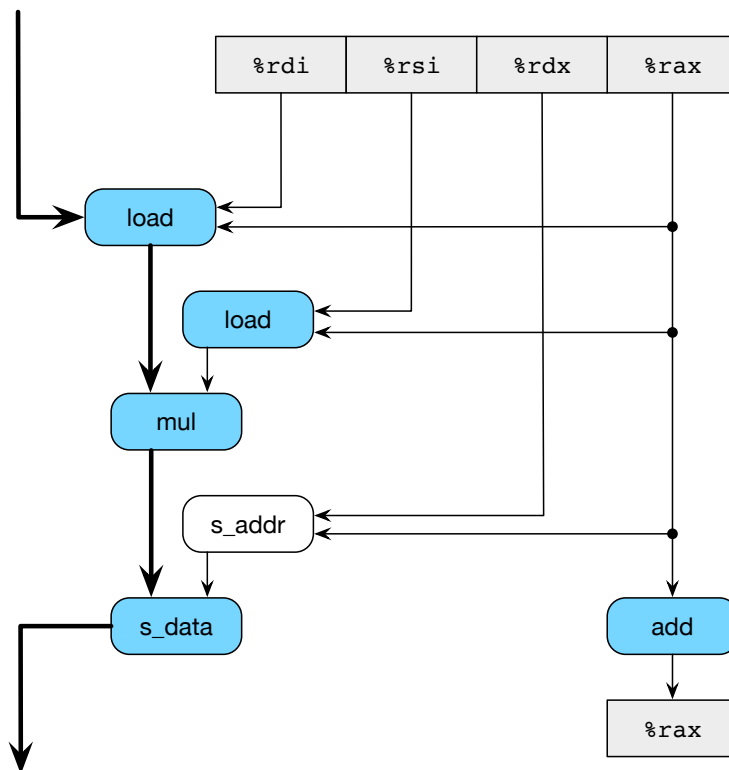 %rdi %rsi %rdx %rax
load
load
mul
s_addr
s_data add
%rax